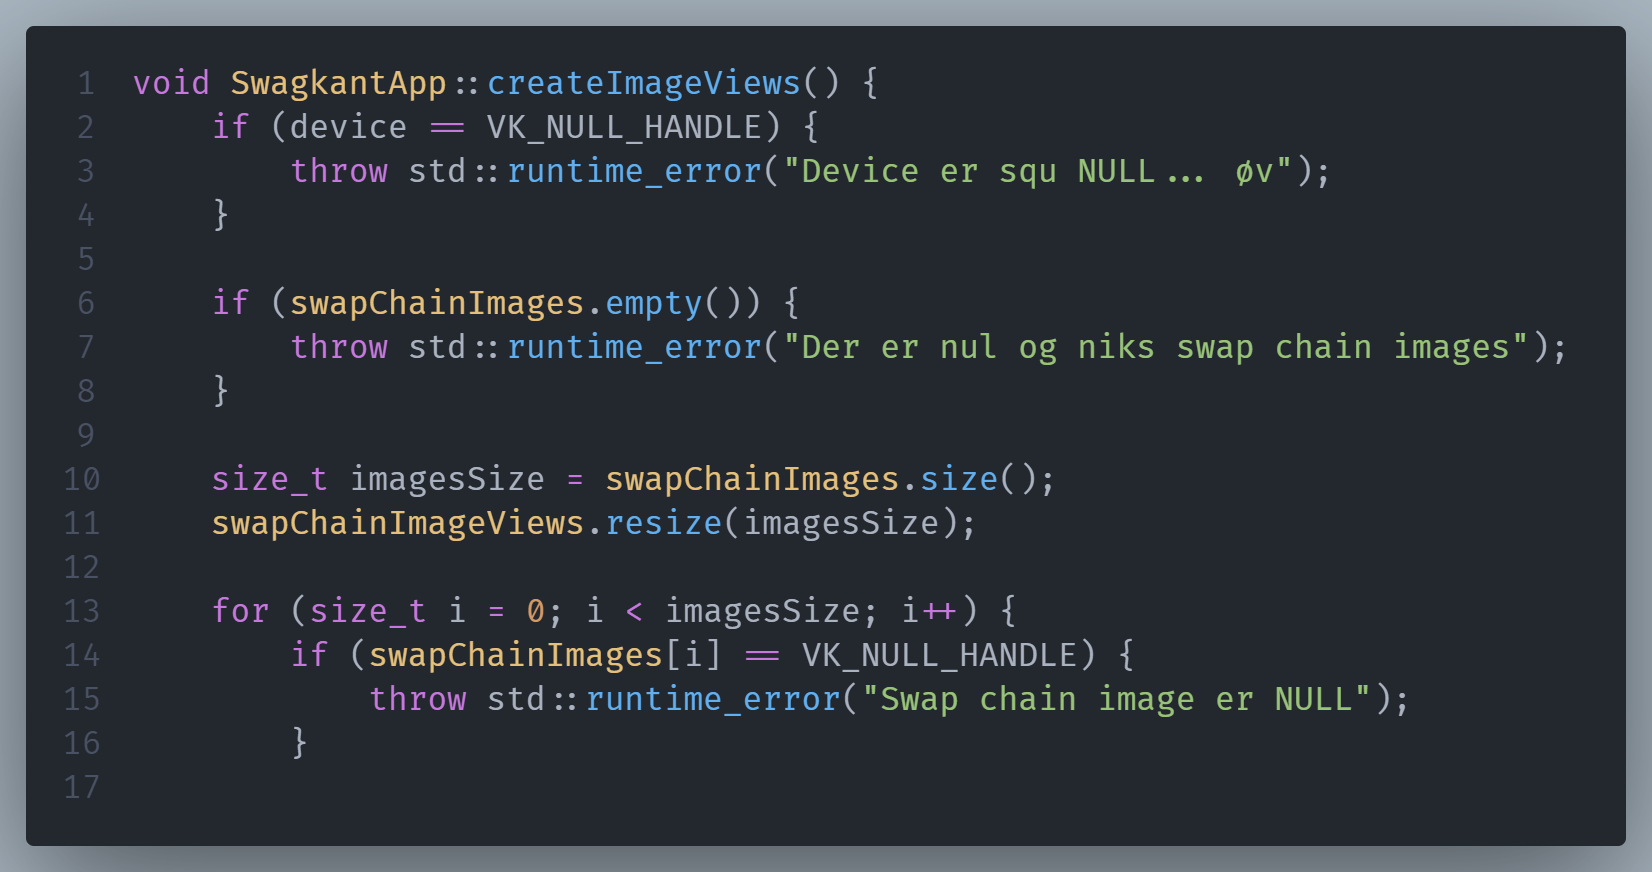 1 void SwagkantApp::createImageViews() {
2 if (device == VK_NULL_HANDLE) {
3 throw std::runtime_error("Device er squ NULL... øv");
4 }
5
6 if (swapChainImages.empty()) {
7 throw std::runtime_error("Der er nul og niks swap chain images");
8 }
9
10 size_t imagesSize = swapChainImages.size();
11 swapChainImageViews.resize(imagesSize);
12
13 for (size_t i = 0; i < imagesSize; i++) {
14 if (swapChainImages[i] == VK_NULL_HANDLE) {
15 throw std::runtime_error("Swap chain image er NULL");
16 }
17